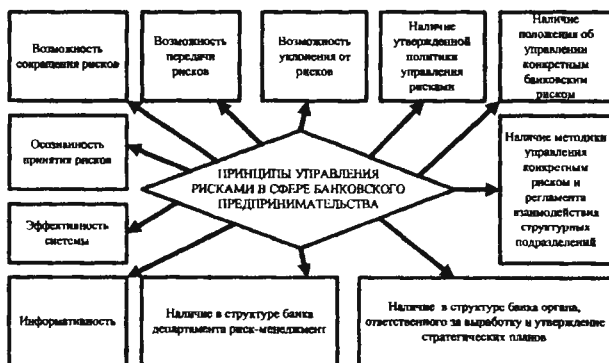 Возможность
сокращения рисков
Возможность
передачи
рисков
Возможность
уклонения от
рисков
Наличие
утвержденной
политики
управления
рисками
Наличие
положения об
управлении
конкретным
банковским
риском
Осознанность
принятия рисков
ПРИНЦИПЫ УПРАВЛЕНИЯ
РИСКАМИ В СФЕРЕ БАНКОВСКОГО
ПРЕДПРИНИМАТЕЛЬСТВА
Наличие методики
управления
конкретным
риском и
регламента
взаимодействия
структурных
подразделений
Эффективность
системы
Информативность
Наличие в структуре банка
департамента риск-менеджмент
Наличие в структуре банка органа,
ответственного за выработку и утверждение
стратегических планов